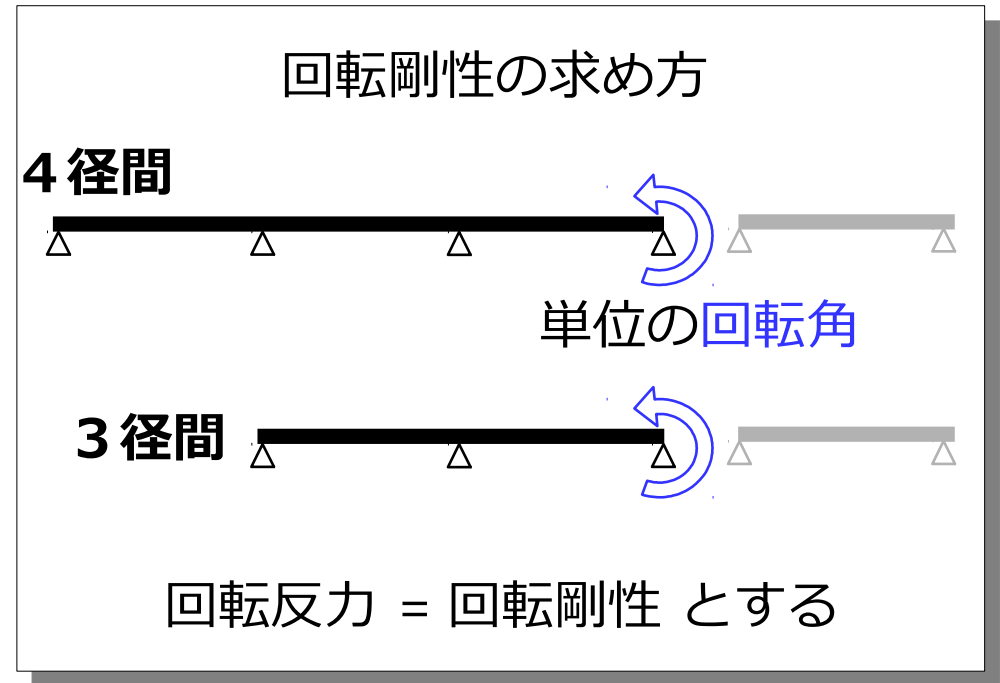 回転剛性の求め方
４径間
単位の回転角
３径間
回転反力 = 回転剛性 とする